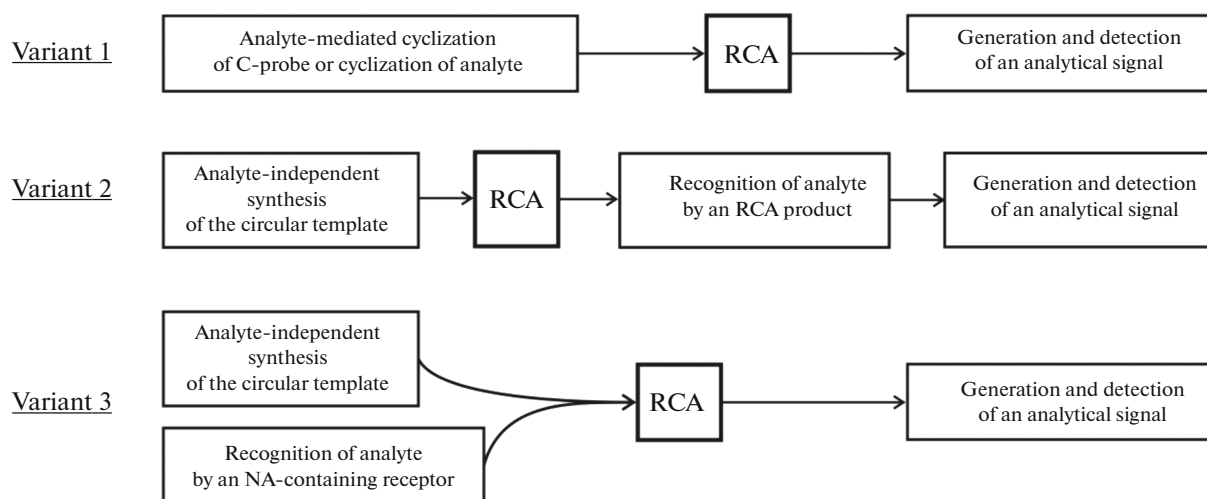 Variant 1
Analyte-mediated cyclization
of C-probe or cyclization of analyte
RCA
Generation and detection
of an analytical signal
Variant 2
Analyte-independent
synthesis
of the circular template
RCA
Recognition of analyte
by an RCA product
Generation and detection
of an analytical signal
Variant 3
Analyte-independent
synthesis
of the circular template
Recognition of analyte
by an NA-containing receptor
RCA
Generation and detection
of an analytical signal